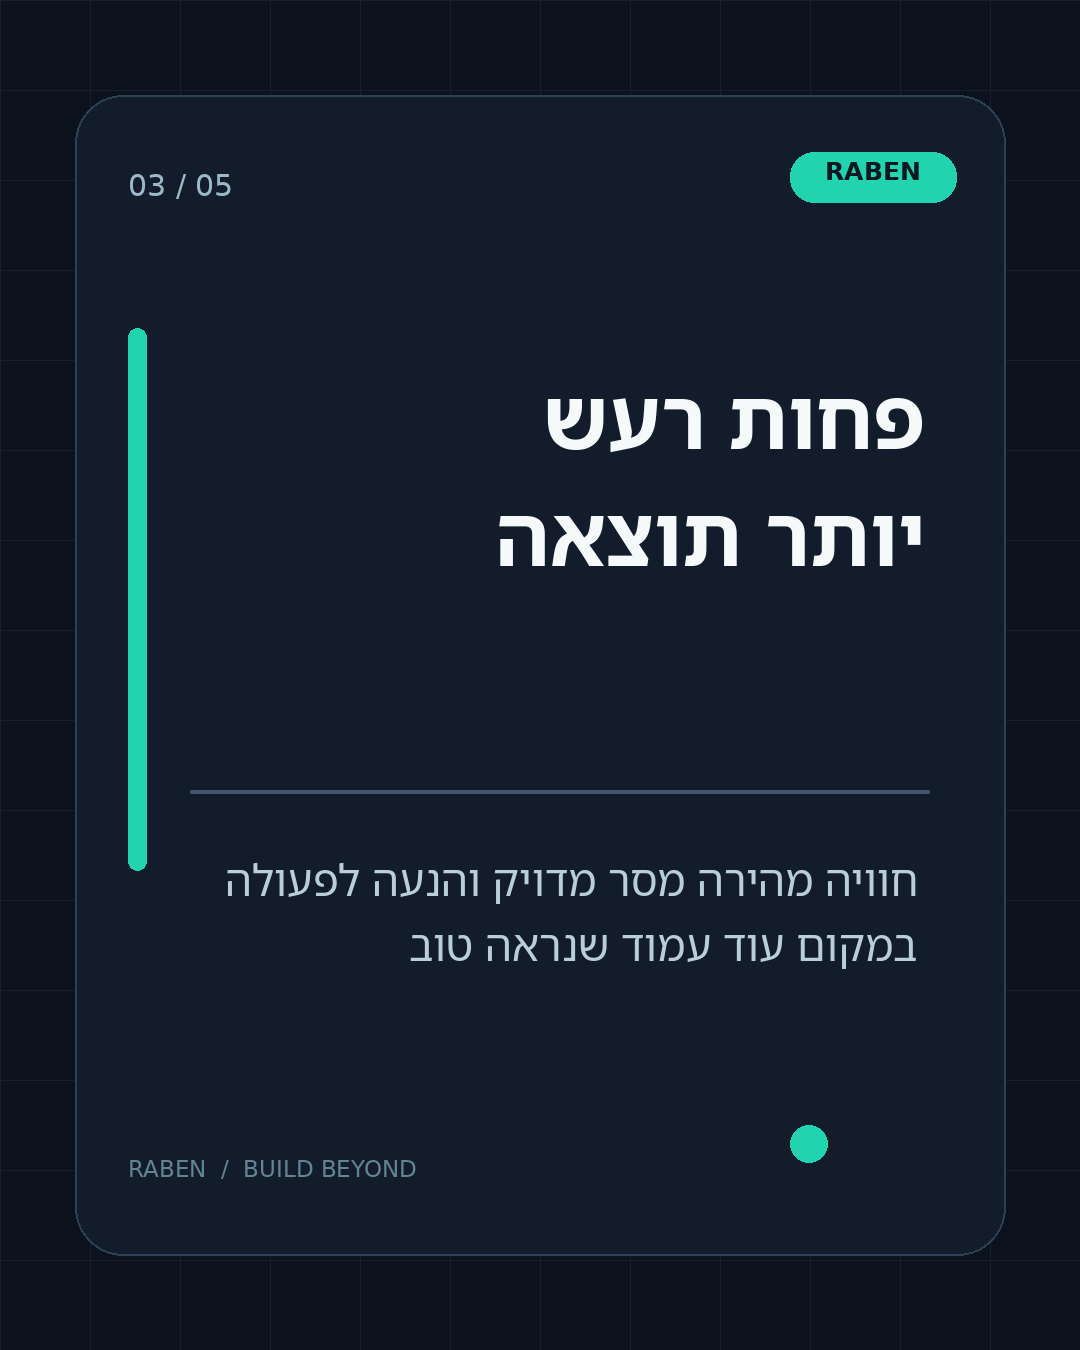 03 / 05
RABEN
פחות רעש
יותר תוצאה
חוויה מהירה מסר מדויק והנעה לפעולה
במקום עוד עמוד שנראה טוב
RABEN / BUILD BEYOND